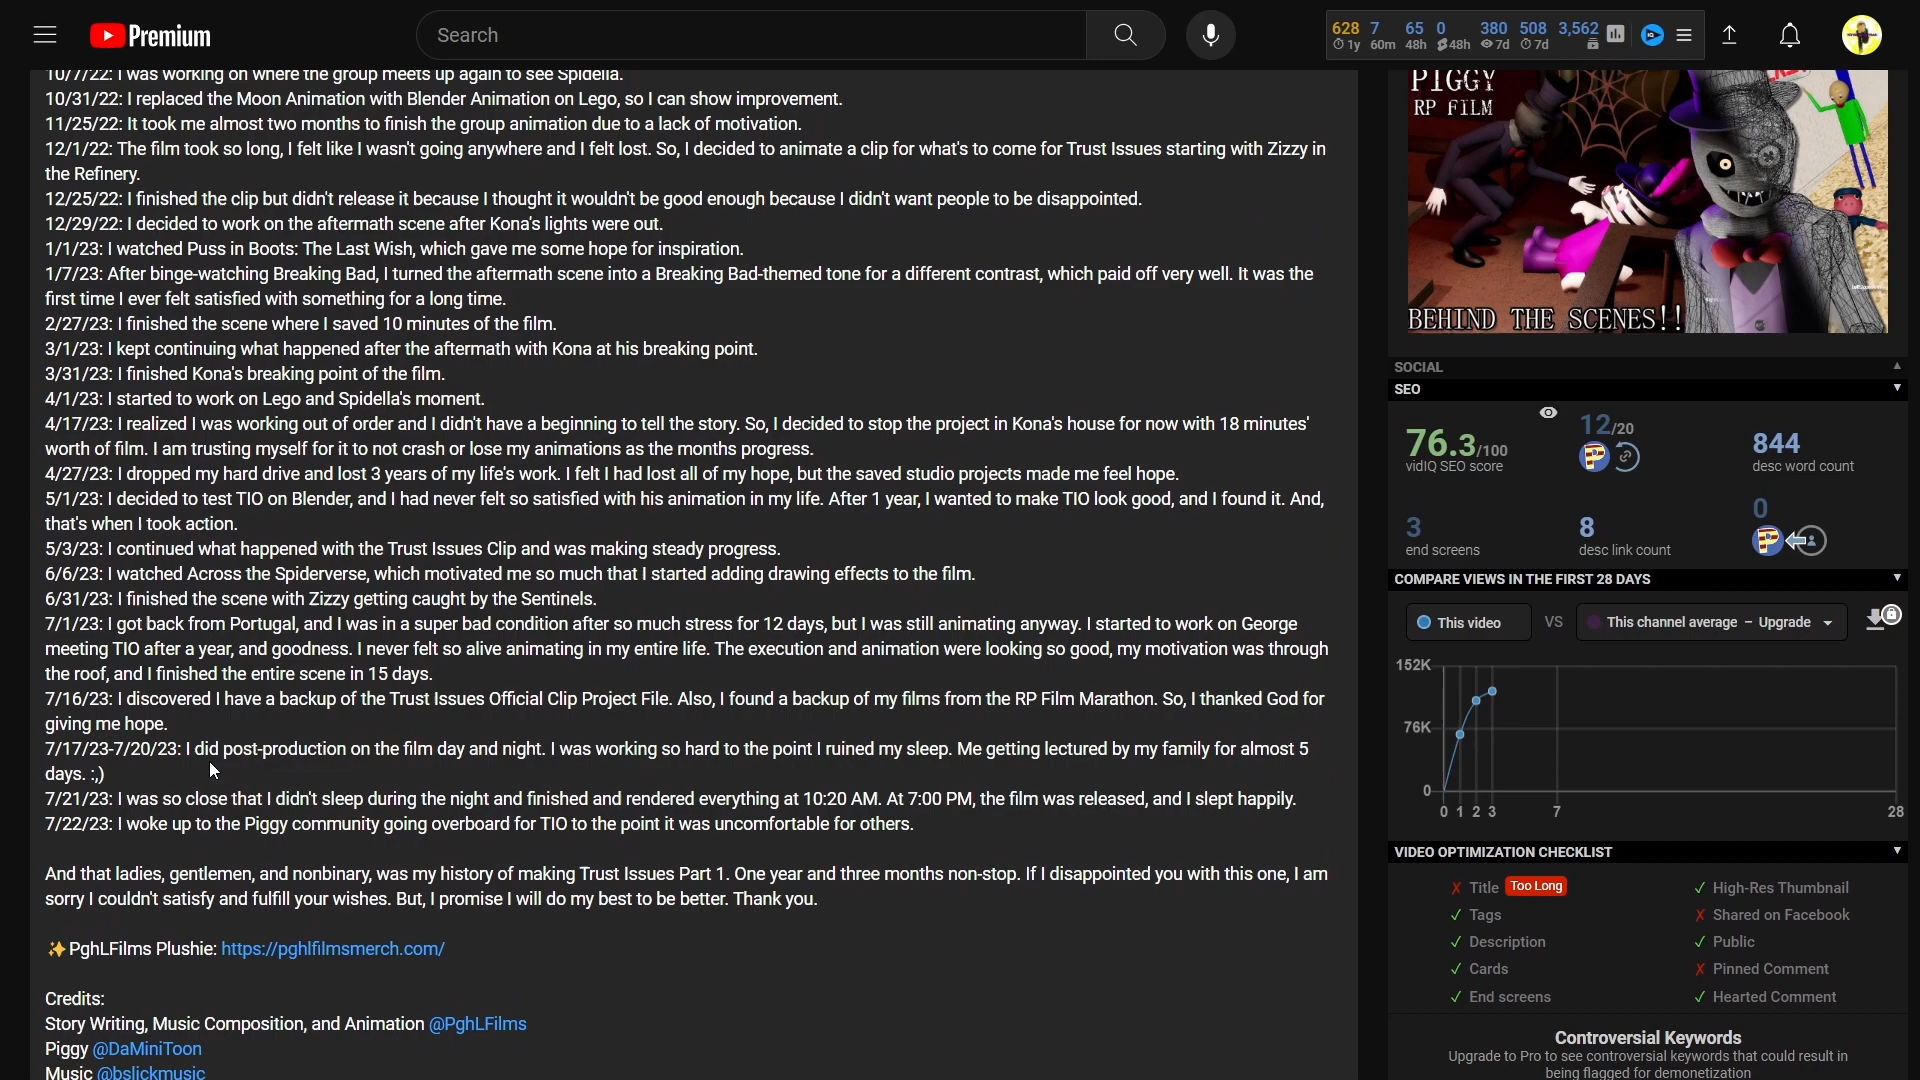 Premium
Search
628 7 65 0 380 508 3,562
1y 60m 48h 48h 7d 7d
10/7/22: I was working on where the group meets up again to see Spidella.
10/31/22: I replaced the Moon Animation with Blender Animation on Lego, so I can show improvement.
11/25/22: It took me almost two months to finish the group animation due to a lack of motivation.
12/1/22: The film took so long, I felt like I wasn't going anywhere and I felt lost. So, I decided to animate a clip for what's to come for Trust Issues starting with Zizzy in
the Refinery.
12/25/22: I finished the clip but didn't release it because I thought it wouldn't be good enough because I didn't want people to be disappointed.
12/29/22: I decided to work on the aftermath scene after Kona's lights were out.
1/1/23: I watched Puss in Boots: The Last Wish, which gave me some hope for inspiration.
1/7/23: After binge-watching Breaking Bad, I turned the aftermath scene into a Breaking Bad-themed tone for a different contrast, which paid off very well. It was the
first time I ever felt satisfied with something for a long time.
2/27/23: I finished the scene where I saved 10 minutes of the film.
3/1/23: I kept continuing what happened after the aftermath with Kona at his breaking point.
3/31/23: I finished Kona's breaking point of the film.
4/1/23: I started to work on Lego and Spidella's moment.
4/17/23: I realized I was working out of order and I didn't have a beginning to tell the story. So, I decided to stop the project in Kona's house for now with 18 minutes'
worth of film. I am trusting myself for it to not crash or lose my animations as the months progress.
4/27/23: I dropped my hard drive and lost 3 years of my life's work. I felt I had lost all of my hope, but the saved studio projects made me feel hope.
5/1/23: I decided to test TIO on Blender, and I had never felt so satisfied with his animation in my life. After 1 year, I wanted to make TIO look good, and I found it. And,
that's when I took action.
5/3/23: I continued what happened with the Trust Issues Clip and was making steady progress.
6/6/23: I watched Across the Spiderverse, which motivated me so much that I started adding drawing effects to the film.
6/31/23: I finished the scene with Zizzy getting caught by the Sentinels.
7/1/23: I got back from Portugal, and I was in a super bad condition after so much stress for 12 days, but I was still animating anyway. I started to work on George
meeting TIO after a year, and goodness. I never felt so alive animating in my entire life. The execution and animation were looking so good, my motivation was through
the roof, and I finished the entire scene in 15 days.
7/16/23: I discovered I have a backup of the Trust Issues Official Clip Project File. Also, I found a backup of my films from the RP Film Marathon. So, I thanked God for
giving me hope.
7/17/23-7/20/23: I did post-production on the film day and night. I was working so hard to the point I ruined my sleep. Me getting lectured by my family for almost 5
days. :,)
7/21/23: I was so close that I didn't sleep during the night and finished and rendered everything at 10:20 AM. At 7:00 PM, the film was released, and I slept happily.
7/22/23: I woke up to the Piggy community going overboard for TIO to the point it was uncomfortable for others.
And that ladies, gentlemen, and nonbinary, was my history of making Trust Issues Part 1. One year and three months non-stop. If I disappointed you with this one, I am
sorry I couldn't satisfy and fulfill your wishes. But, I promise I will do my best to be better. Thank you.
✨PghLFilms Plushie: https://pghlfilmsmerch.com/
Credits:
Story Writing, Music Composition, and Animation @PghLFilms
Piggy @DaMiniToon
Music @bslickmusic
PIGGY
RP FILM
BEHIND THE SCENES!!
SOCIAL
SEO
76.3/100
vidIQ SEO score
12/20
844
desc word count
3
end screens
8
desc link count
0
COMPARE VIEWS IN THE FIRST 28 DAYS
This video VS This channel average – Upgrade
152K
76K
0
0 1 2 3 7 28
VIDEO OPTIMIZATION CHECKLIST
✗ Title Too Long
✓ High-Res Thumbnail
✓ Tags
✗ Shared on Facebook
✓ Description
✓ Public
✓ Cards
✗ Pinned Comment
✓ End screens
✓ Hearted Comment
Controversial Keywords
Upgrade to Pro to see controversial keywords that could result in
being flagged for demonetization